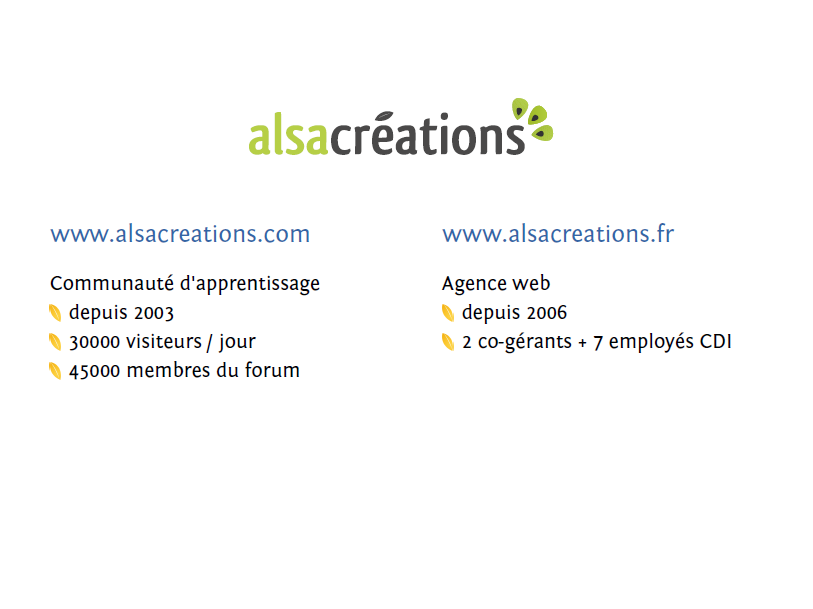 alsacréations
www.alsacreations.com
Communauté d'apprentissage
depuis 2003
30000 visiteurs / jour
45000 membres du forum
www.alsacreations.fr
Agence web
depuis 2006
2 co-gérants + 7 employés CDI